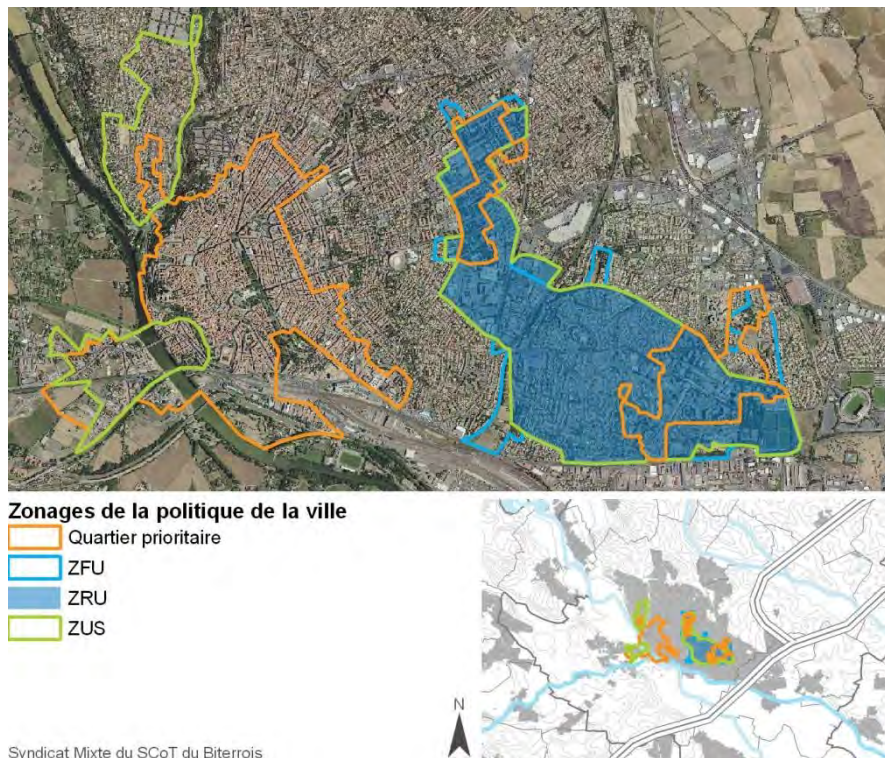 Zonages de la politique de la ville
Quartier prioritaire
ZFU
ZRU
ZUS
N
Syndicat Mixte du SCoT du Biterrois